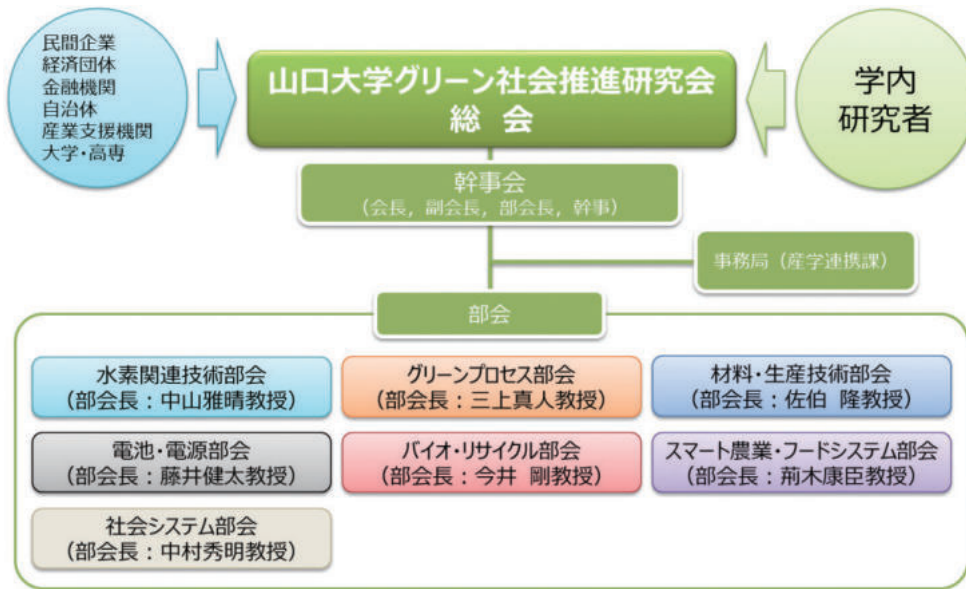 民間企業
経済団体
金融機関
自治体
産業支援機関
大学・高専
山口大学グリーン社会推進研究会
総 会
学内
研究者
幹事会
（会長，副会長，部会長，幹事）
事務局（産学連携課）
部会
水素関連技術部会
（部会長：中山雅晴教授）
グリーンプロセス部会
（部会長：三上真人教授）
材料・生産技術部会
（部会長：佐伯 隆教授）
電池・電源部会
（部会長：藤井健太教授）
バイオ・リサイクル部会
（部会長：今井 剛教授）
スマート農業・フードシステム部会
（部会長：荊木康臣教授）
社会システム部会
（部会長：中村秀明教授）